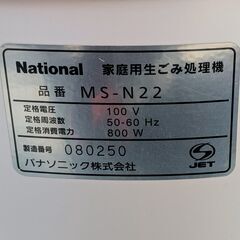 National 家庭用生ごみ処理機
品番 MS-N22
定格電圧 100 V
定格周波数 50-60 Hz
定格消費電力 800 W
製造番号 080250
パナソニック株式会社
S JET